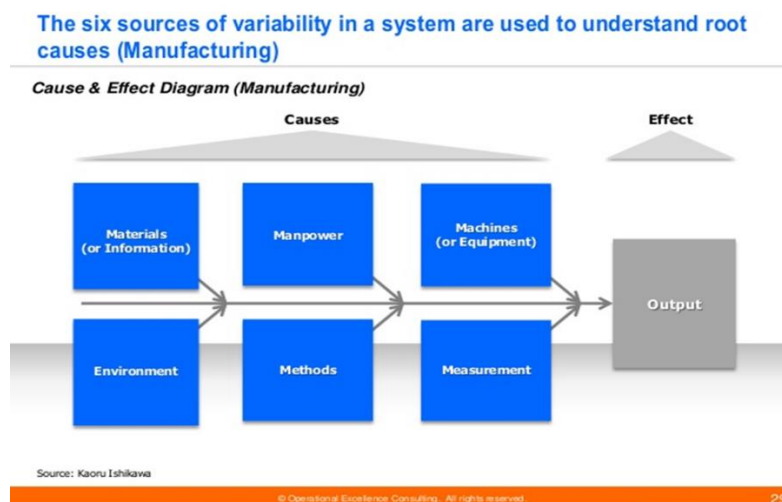 The six sources of variability in a system are used to understand root
causes (Manufacturing)
Cause & Effect Diagram (Manufacturing)
Causes
Effect
Materials
(or Information)
Manpower
Machines
(or Equipment)
Output
Environment
Methods
Measurement
Source: Kaoru Ishikawa
© Operational Excellence Consulting. All rights reserved.